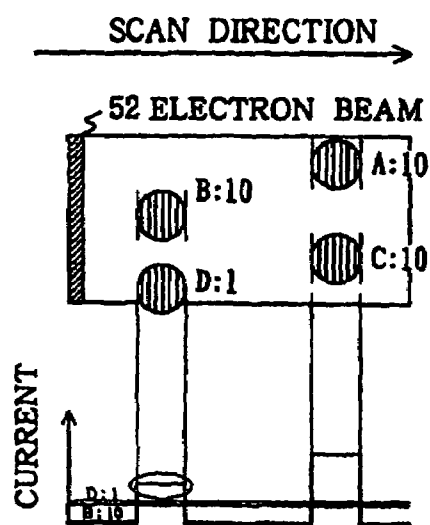 SCAN DIRECTION
52 ELECTRON BEAM
A:10
B:10
C:10
D:1
CURRENT
D:1
B:10